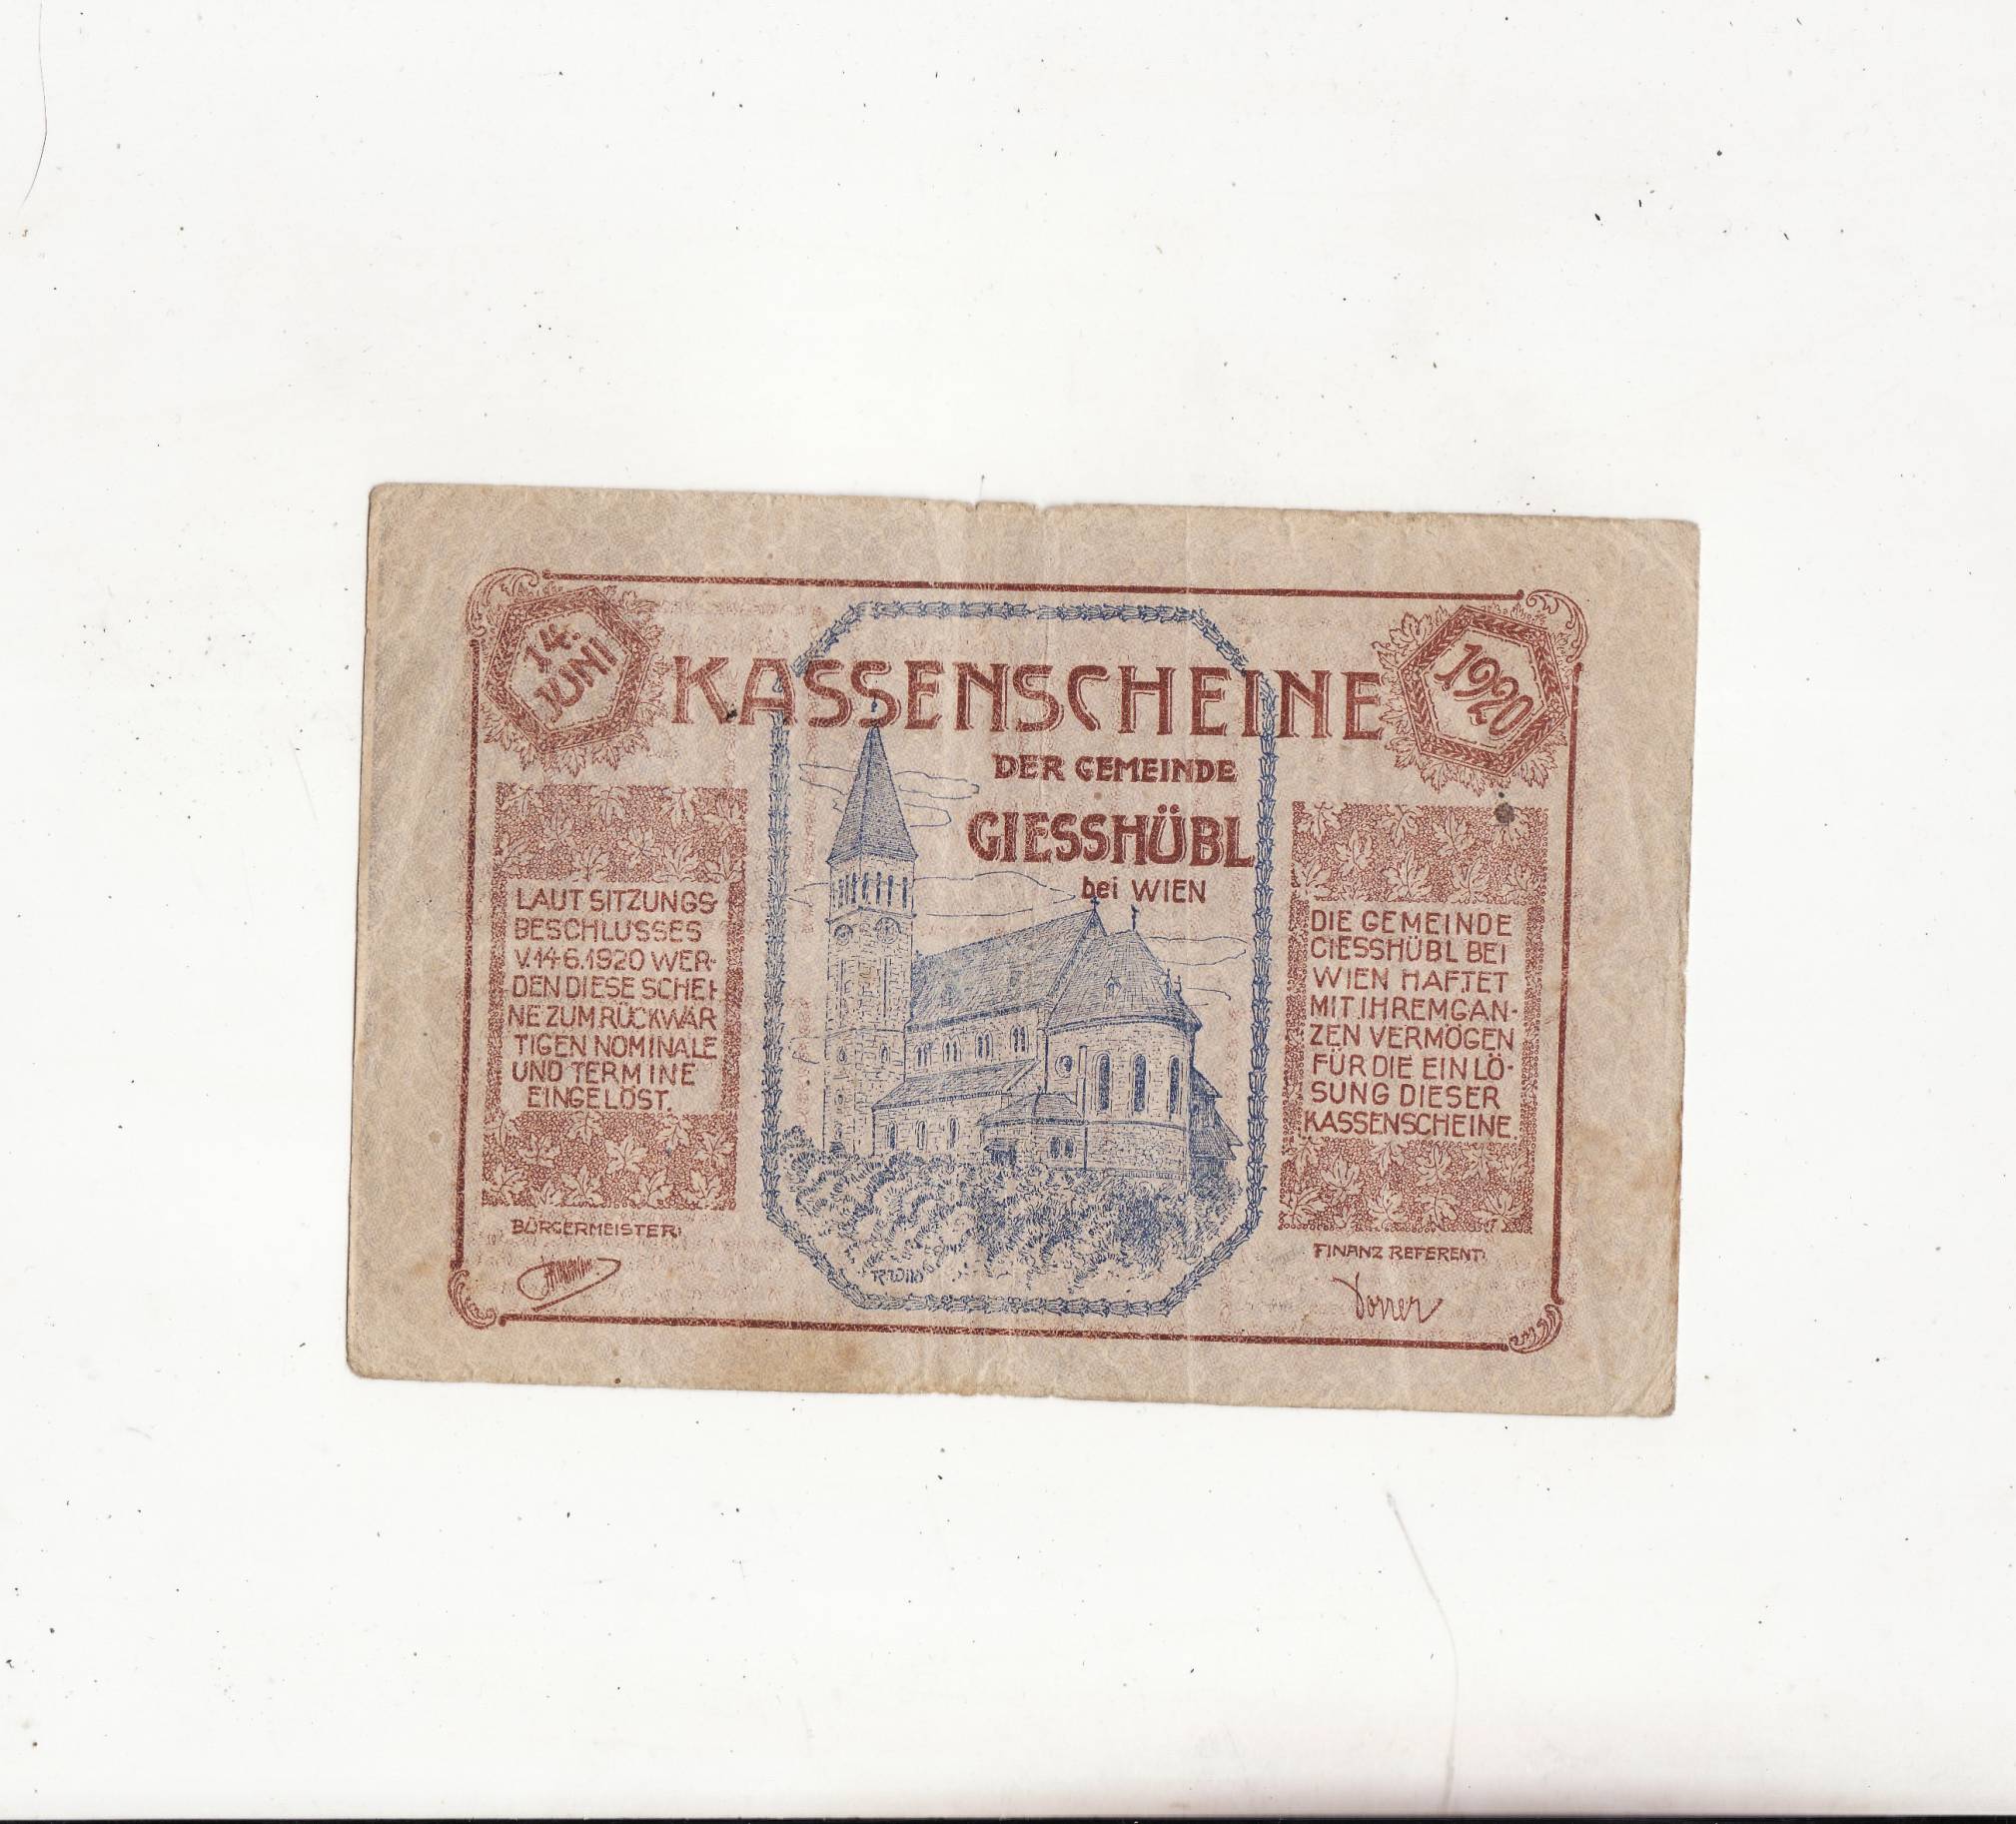 14.
JUNI
1920
KASSENSCHEINE
DER GEMEINDE
GIESSHÜBL
bei WIEN
LAUT SITZUNGS
BESCHLUSSES
V.14.6.1920 WER-
DEN DIESE SCHEI-
NE ZUM RÜCKWÄR
TIGEN NOMINALE
UND TERMINE
EINGELÖST.
DIE GEMEINDE
GIESSHÜBL BEI
WIEN HAFTET
MIT IHREM GAN-
ZEN VERMÖGEN
FÜR DIE EINLÖ-
SUNG DIESER
KASSENSCHEINE.
BÜRGERMEISTER:
R. Wild
FINANZ REFERENT: